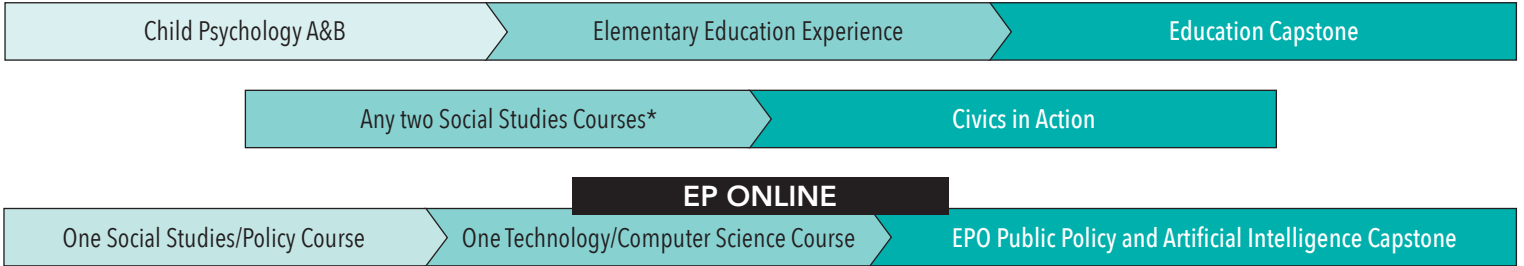 Child Psychology A&B
Elementary Education Experience
Education Capstone
Any two Social Studies Courses*
Civics in Action
EP ONLINE
One Social Studies/Policy Course
One Technology/Computer Science Course
EPO Public Policy and Artificial Intelligence Capstone